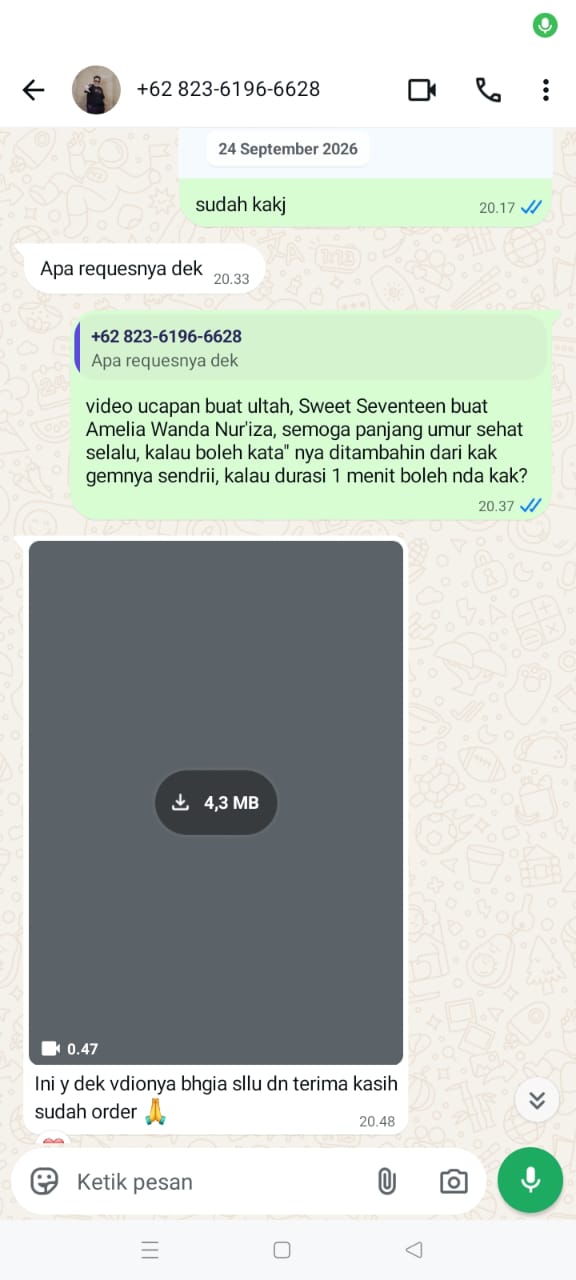 +62 823-6196-6628
24 September 2026
sudah kakj
20.17
Apa requesnya dek
20.33
+62 823-6196-6628
Apa requesnya dek
video ucapan buat ultah, Sweet Seventeen buat
Amelia Wanda Nur'iza, semoga panjang umur sehat
selalu, kalau boleh kata" nya ditambahin dari kak
gemnya sendrii, kalau durasi 1 menit boleh nda kak?
20.37
4,3 MB
0.47
Ini y dek vdionya bhgia sllu dn terima kasih
sudah order 🙏
20.48
Ketik pesan